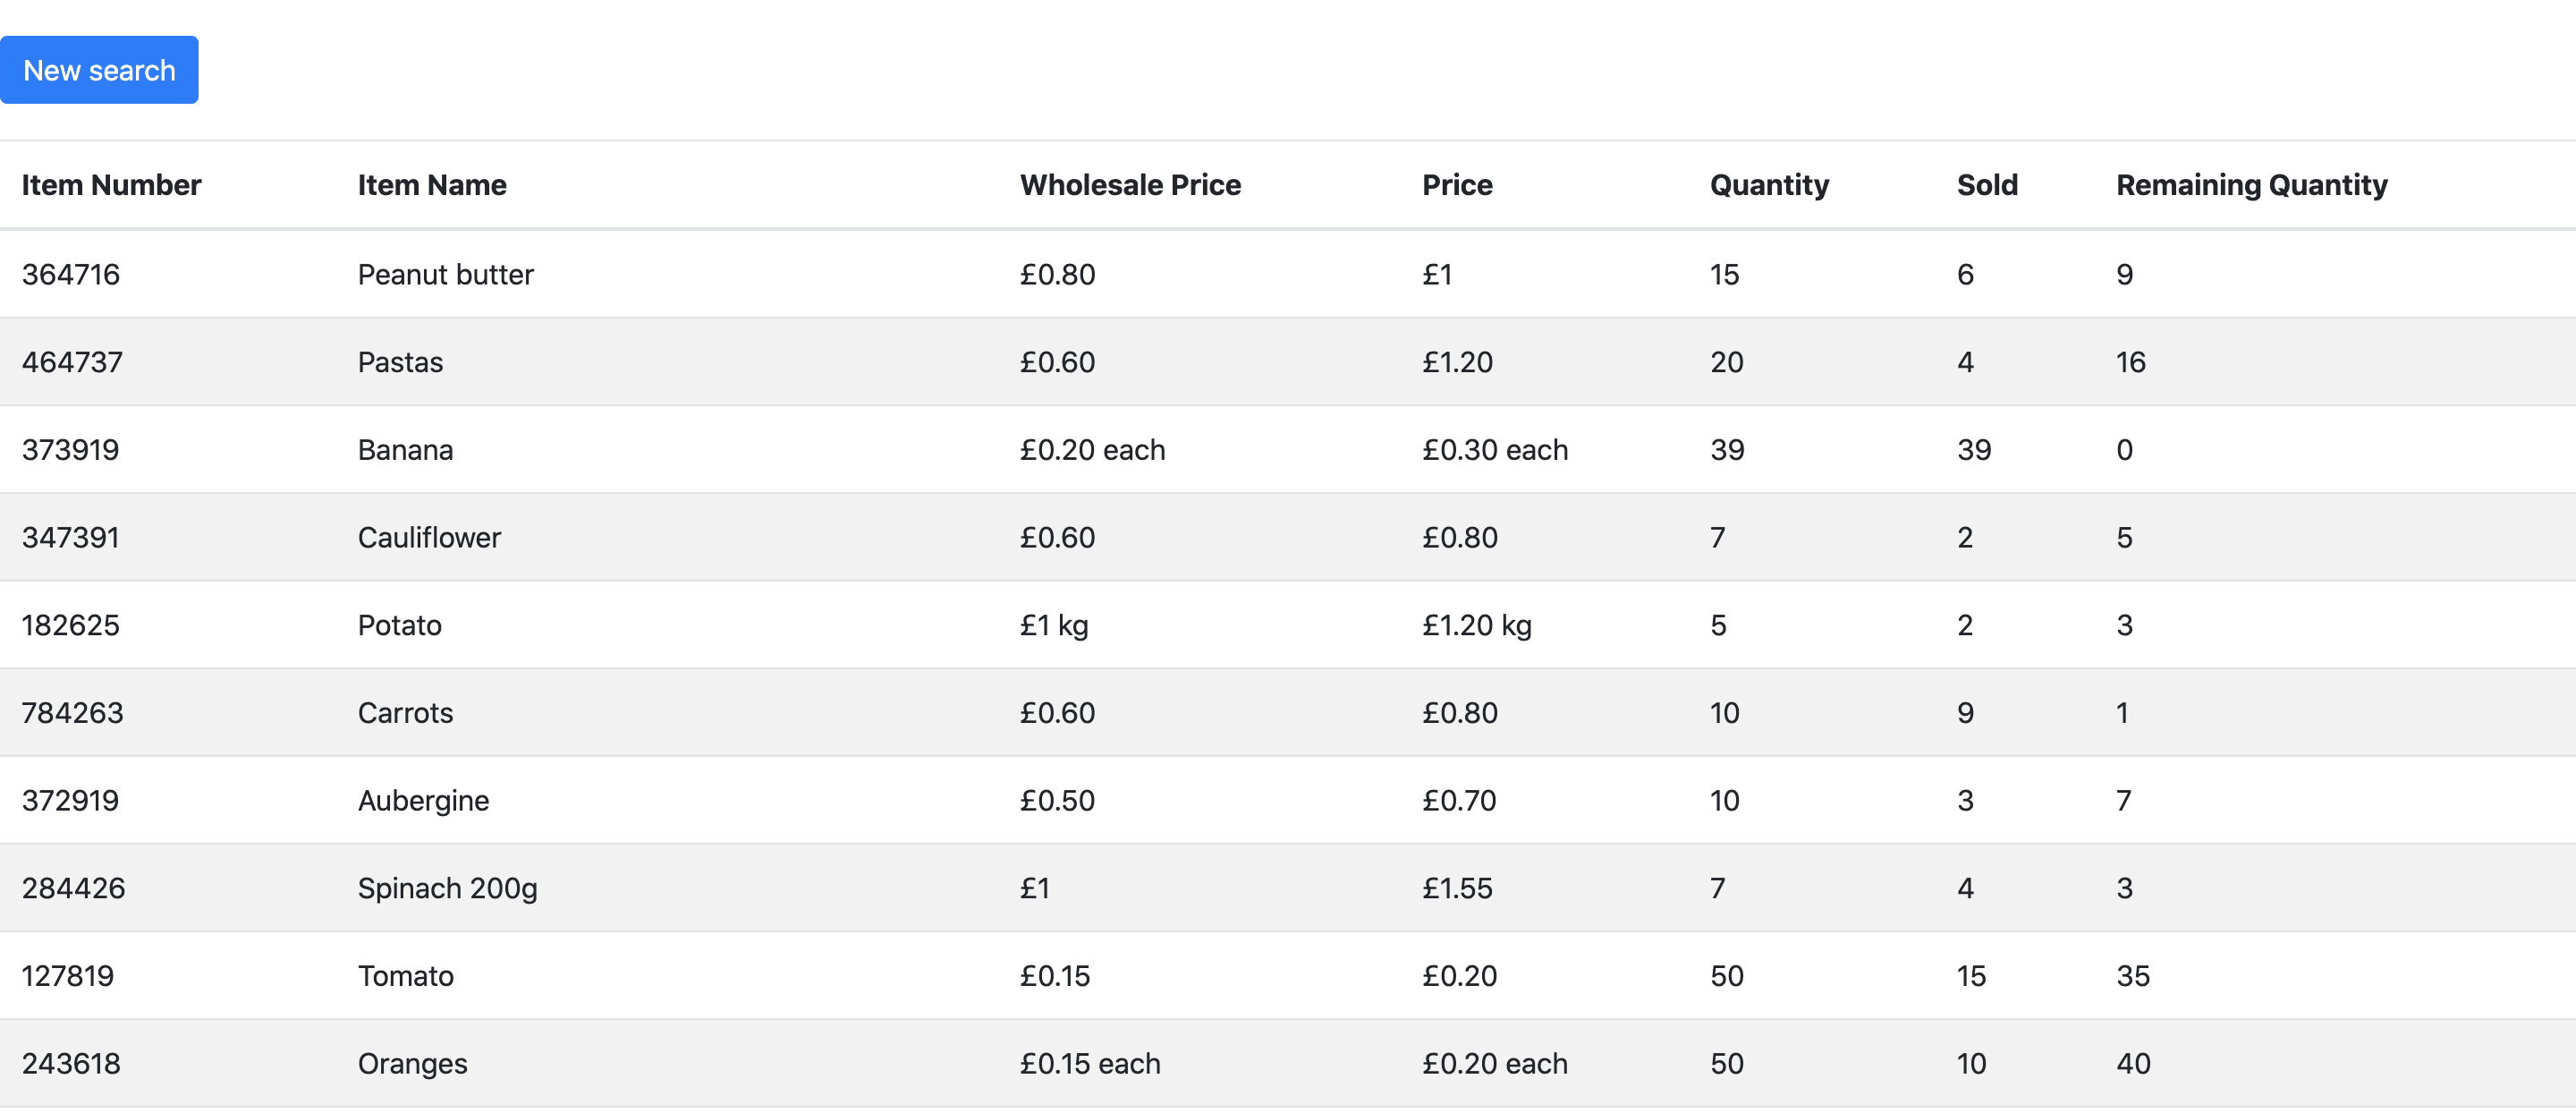 New search
Item Number Item Name Wholesale Price Price Quantity Sold Remaining Quantity
364716 Peanut butter £0.80 £1 15 6 9
464737 Pastas £0.60 £1.20 20 4 16
373919 Banana £0.20 each £0.30 each 39 39 0
347391 Cauliflower £0.60 £0.80 7 2 5
182625 Potato £1 kg £1.20 kg 5 2 3
784263 Carrots £0.60 £0.80 10 9 1
372919 Aubergine £0.50 £0.70 10 3 7
284426 Spinach 200g £1 £1.55 7 4 3
127819 Tomato £0.15 £0.20 50 15 35
243618 Oranges £0.15 each £0.20 each 50 10 40